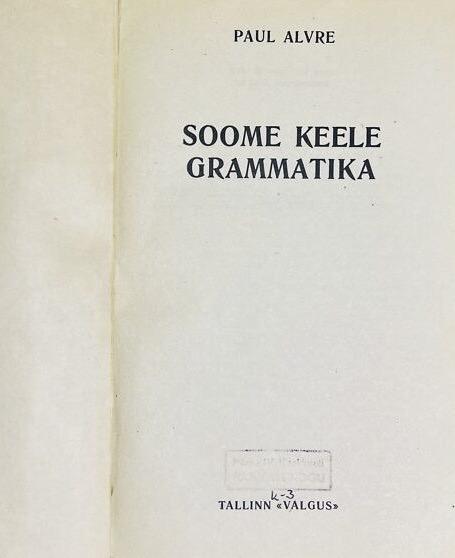 PAUL ALVRE
SOOME KEELE
GRAMMATIKA
k-3
TALLINN «VALGUS»